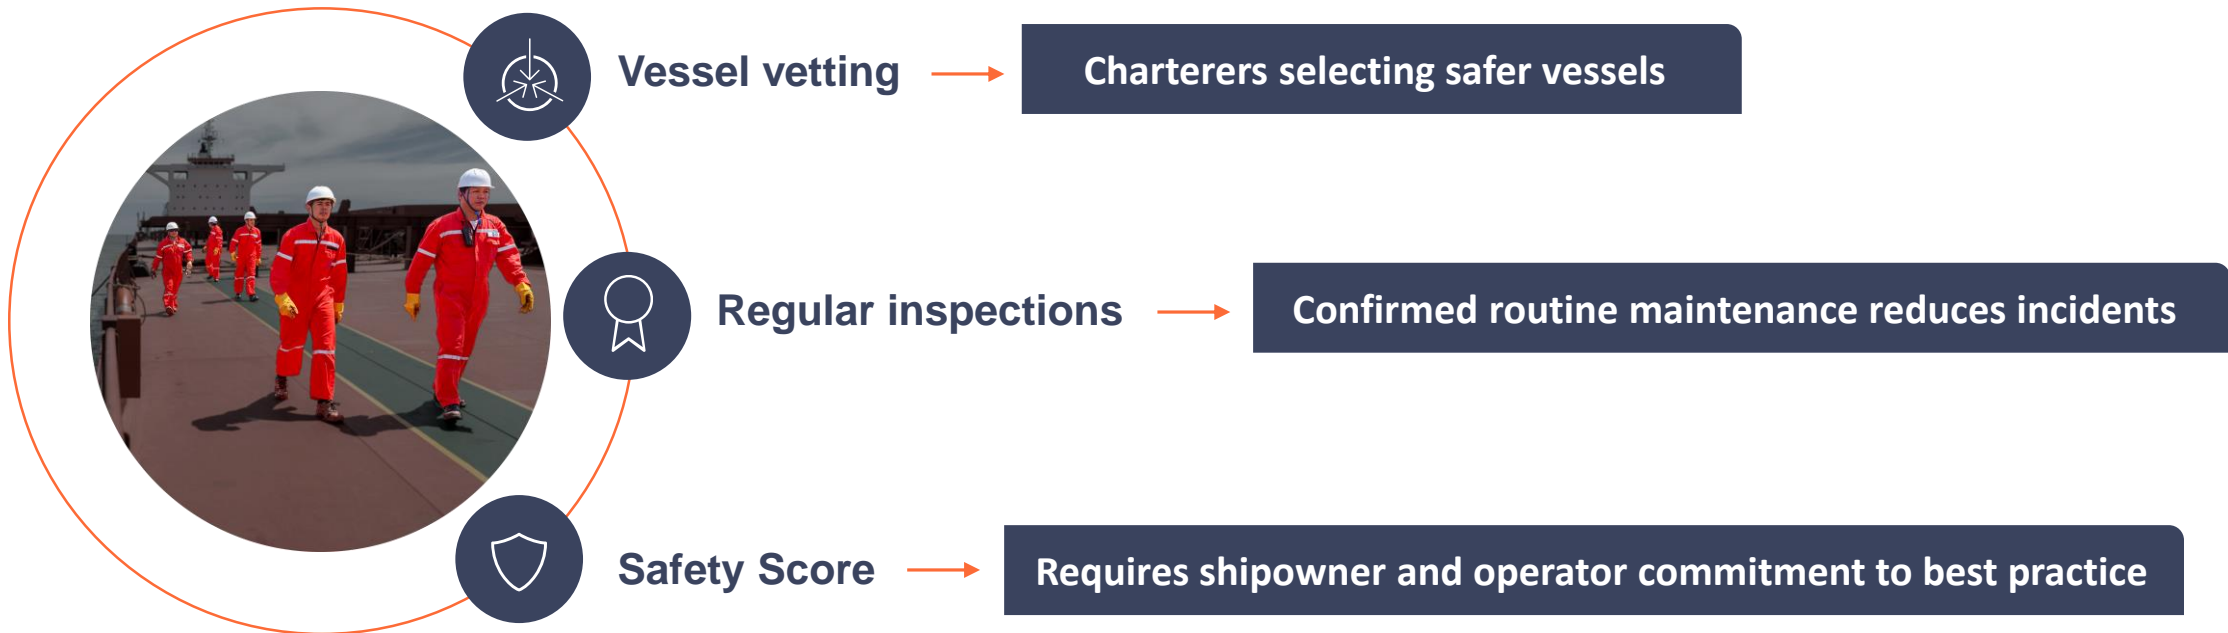 Vessel vetting
Charterers selecting safer vessels
Regular inspections
Confirmed routine maintenance reduces incidents
Safety Score
Requires shipowner and operator commitment to best practice